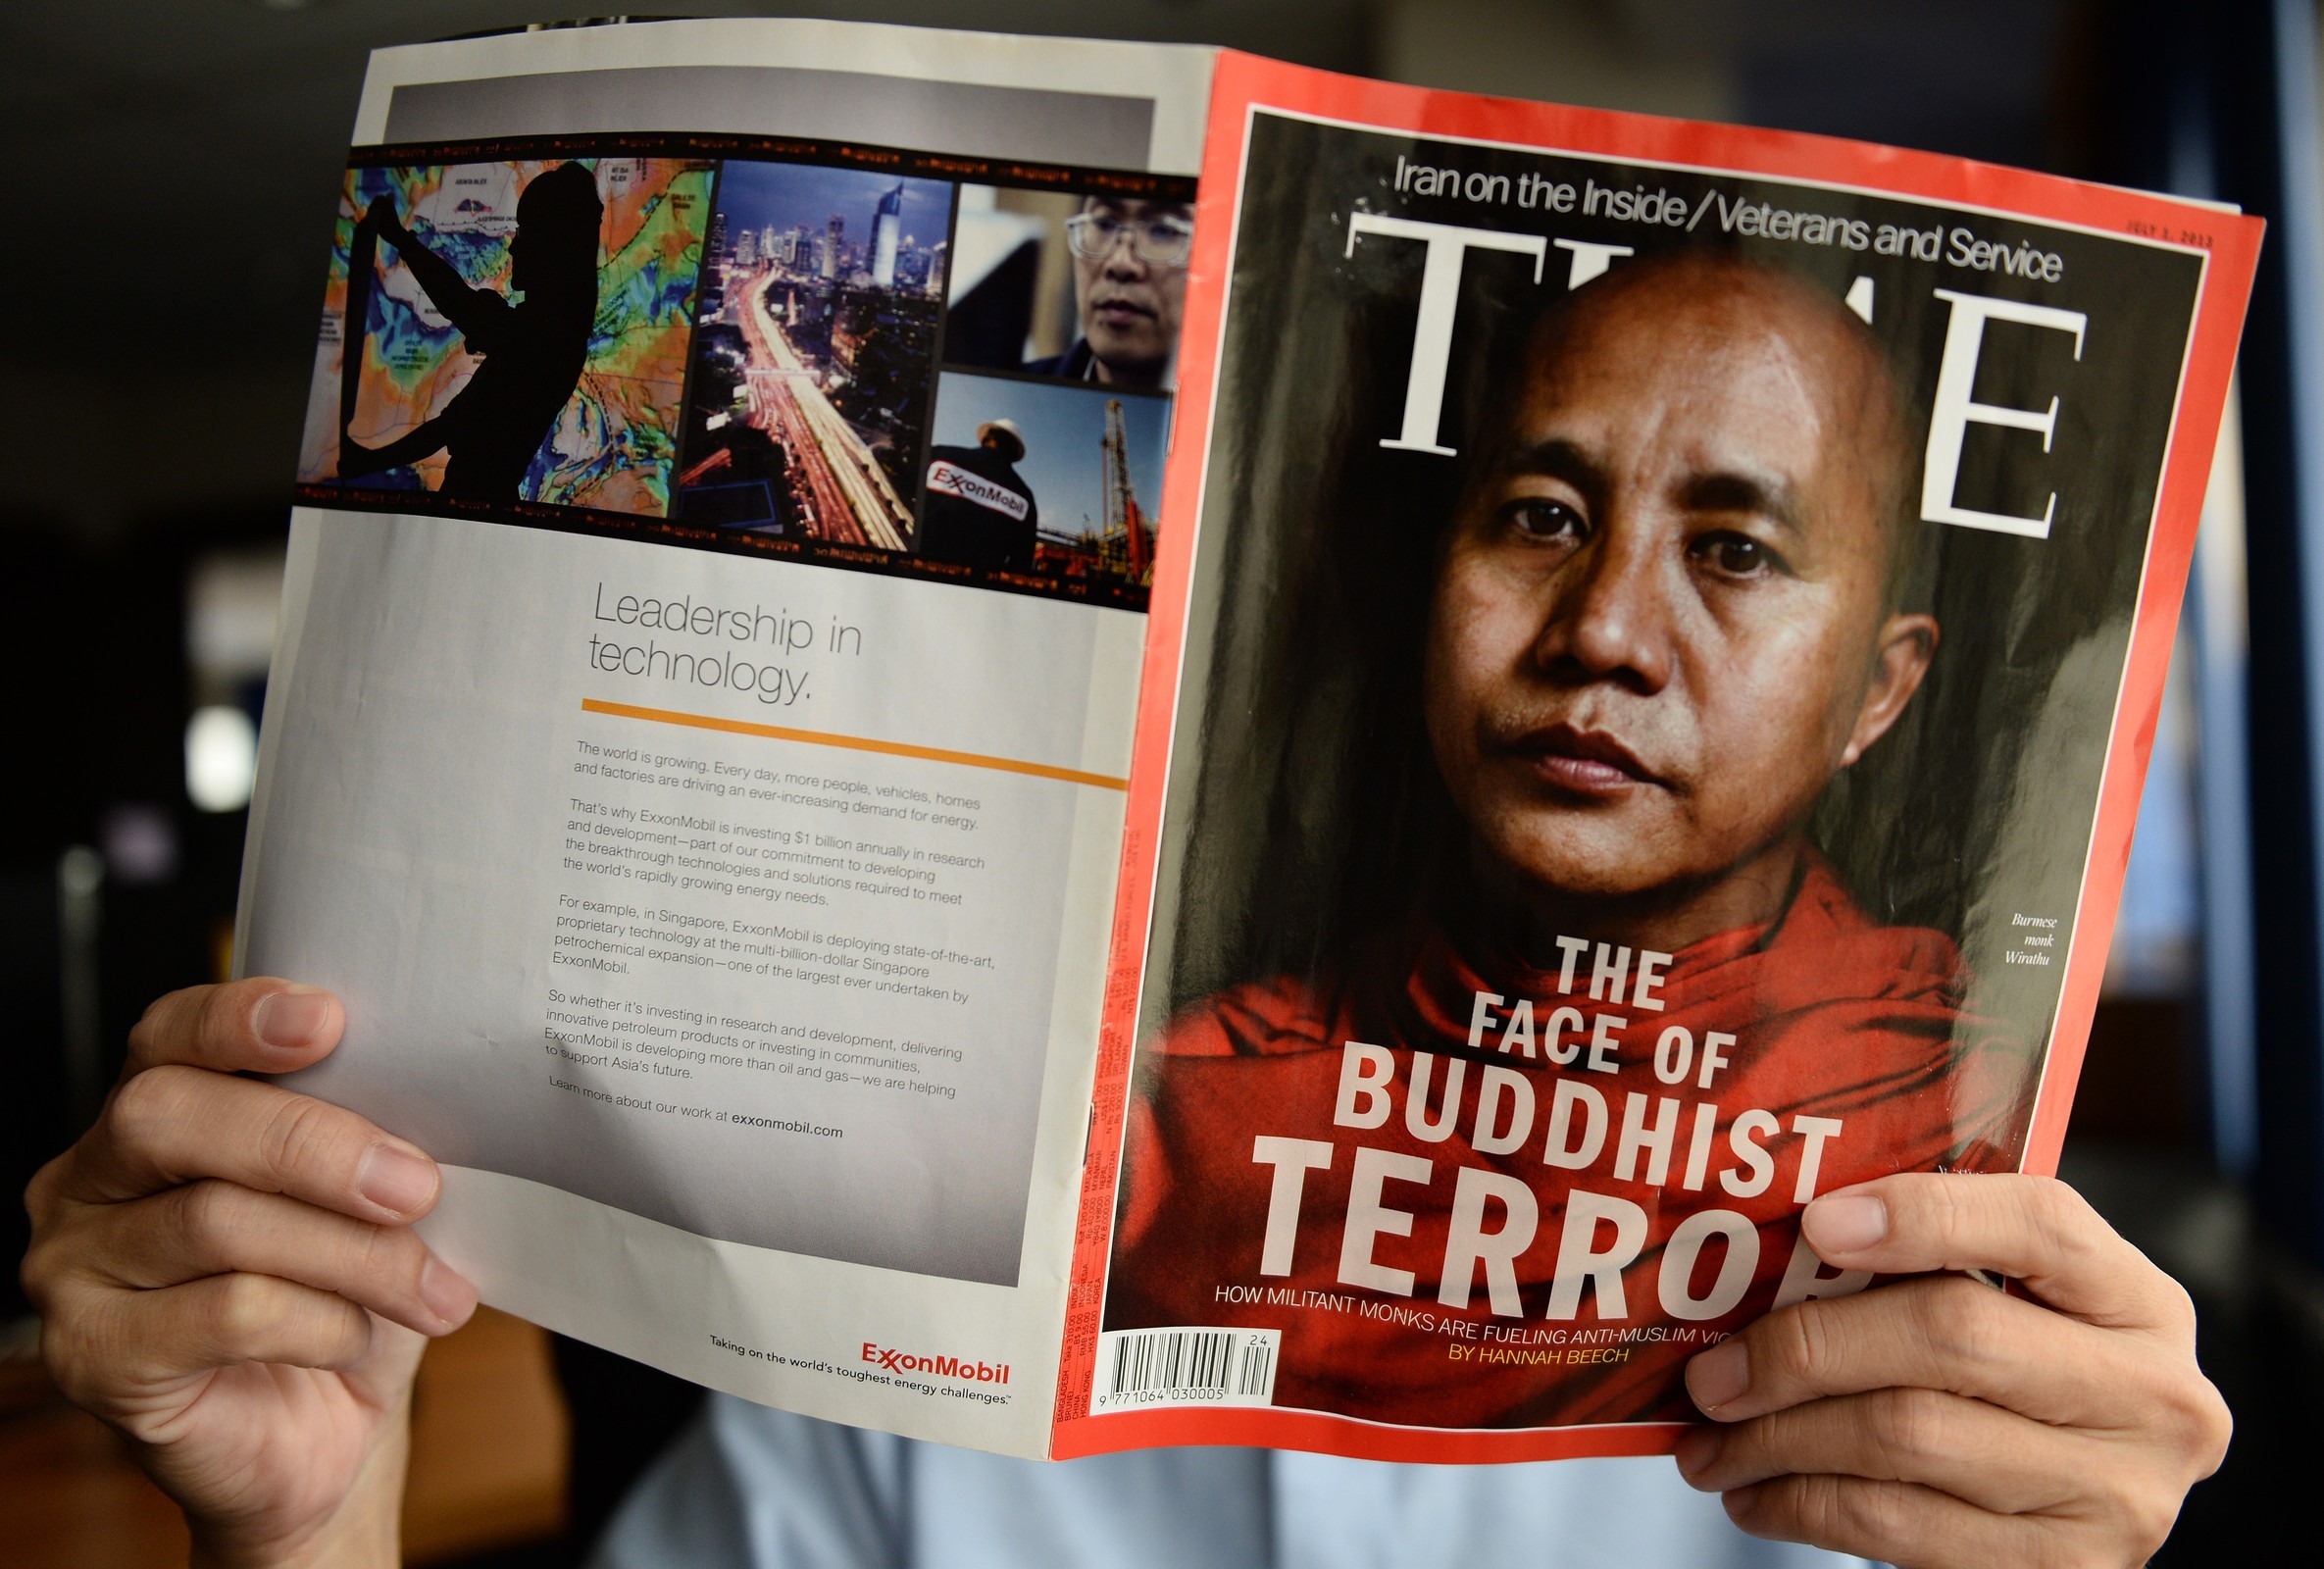 ExxonMobil
Leadership in
technology.
The world is growing. Every day, more people, vehicles, homes
and factories are driving an ever-increasing demand for energy.
That's why ExxonMobil is investing $1 billion annually in research
and development—part of our commitment to developing
the breakthrough technologies and solutions required to meet
the world's rapidly growing energy needs.
For example, in Singapore, ExxonMobil is deploying state-of-the-art,
proprietary technology at the multi-billion-dollar Singapore
petrochemical expansion—one of the largest ever undertaken by
ExxonMobil.
So whether it's investing in research and development, delivering
innovative petroleum products or investing in communities,
ExxonMobil is developing more than oil and gas—we are helping
to support Asia's future.
Learn more about our work at exxonmobil.com
ExxonMobil
Taking on the world's toughest energy challenges.™
JULY 1, 2013
Iran on the Inside / Veterans and Service
TIME
Burmese
monk
Wirathu
THE
FACE OF
BUDDHIST
TERROR
HOW MILITANT MONKS ARE FUELING ANTI-MUSLIM
BY HANNAH BEECH
24
9 771064 030005